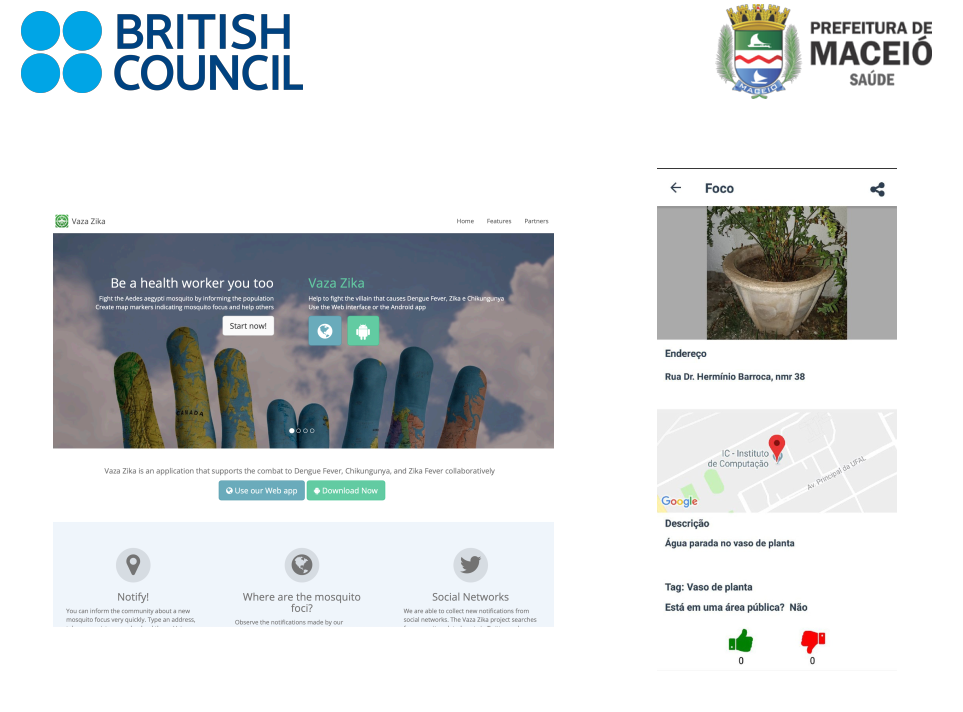 BRITISH
COUNCIL
PREFEITURA DE
MACEIÓ
SAÚDE
MACEIÓ
Vaza Zika
Home Features Partners
Be a health worker you too
Fight the Aedes aegypti mosquito by informing the population
Create map markers indicating mosquito focus and help others
Start now!
Vaza Zika
Help to fight the villain that causes Dengue Fever, Zika e Chikungunya
Use the Web interface or the Android app
CANADA
Vaza Zika is an application that supports the combat to Dengue Fever, Chikungunya, and Zika Fever collaboratively
Use our Web app Download Now
Notify!
You can inform the community about a new
mosquito focus very quickly. Type an address,
Where are the mosquito
foci?
Observe the notifications made by our
Social Networks
We are able to collect new notifications from
social networks. The Vaza Zika project searches
Foco
Endereço
Rua Dr. Hermínio Barroca, nmr 38
IC - Instituto
de Computação
Av. Principal da UFAL
Google
Descrição
Água parada no vaso de planta
Tag: Vaso de planta
Está em uma área pública? Não
0 0